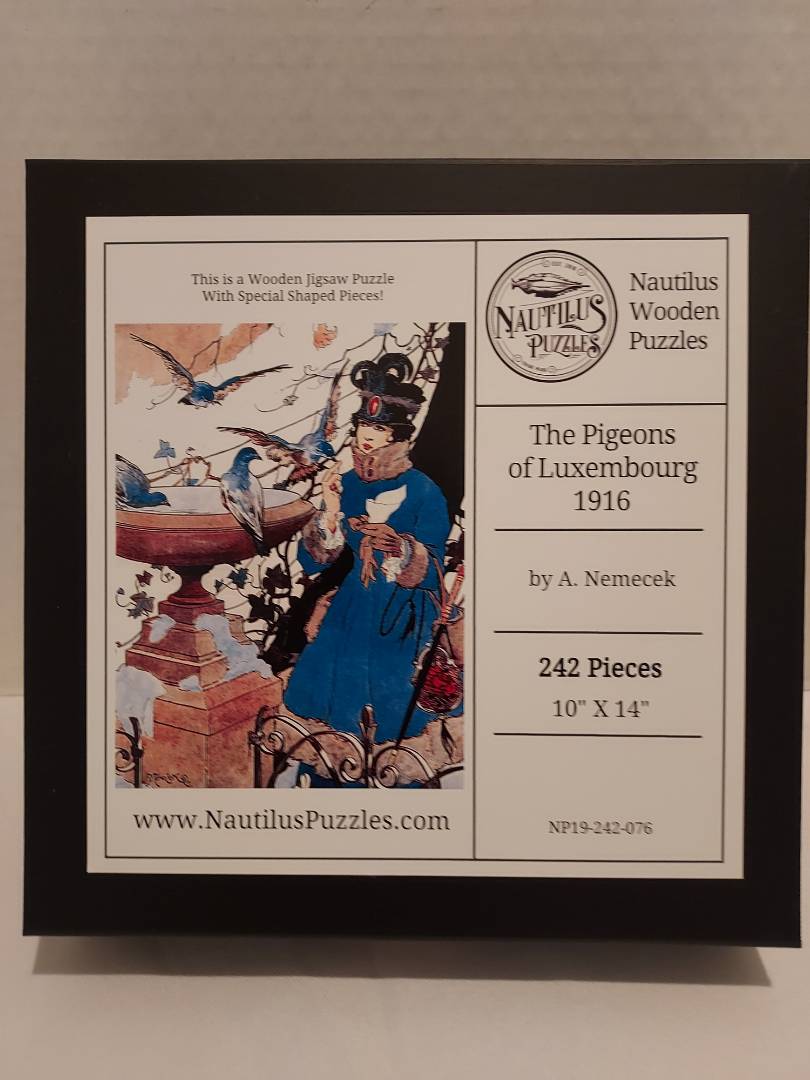 This is a Wooden Jigsaw Puzzle
With Special Shaped Pieces!
www.NautilusPuzzles.com
NAUTILUS
PUZZLES
Nautilus
Wooden
Puzzles
The Pigeons
of Luxembourg
1916
by A. Nemecek
242 Pieces
10" X 14"
NP19-242-076